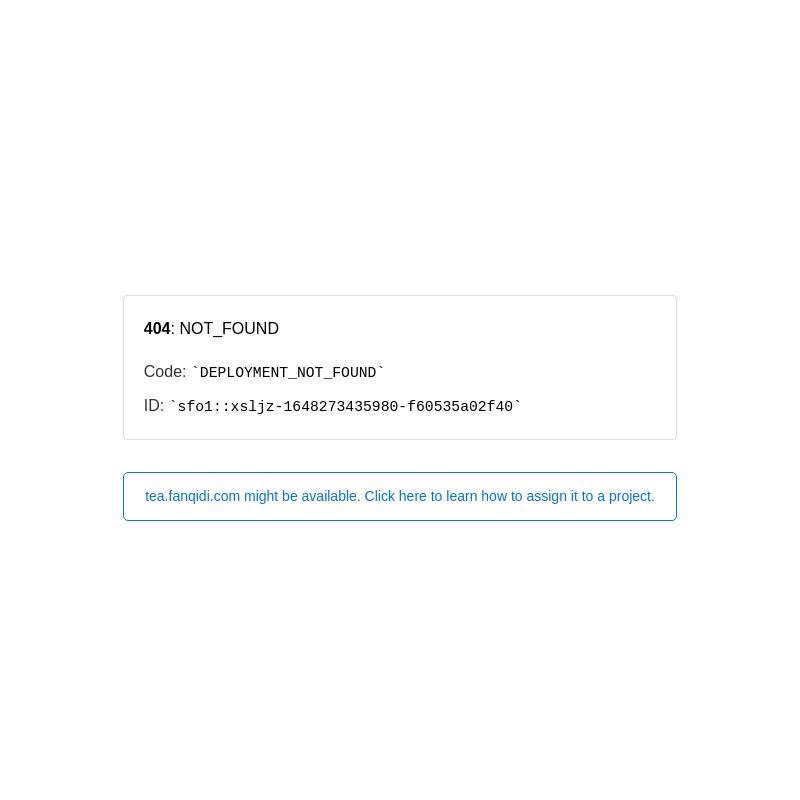 404: NOT_FOUND
Code: `DEPLOYMENT_NOT_FOUND`
ID: `sfo1::xsljz-1648273435980-f60535a02f40`
tea.fanqidi.com might be available. Click here to learn how to assign it to a project.